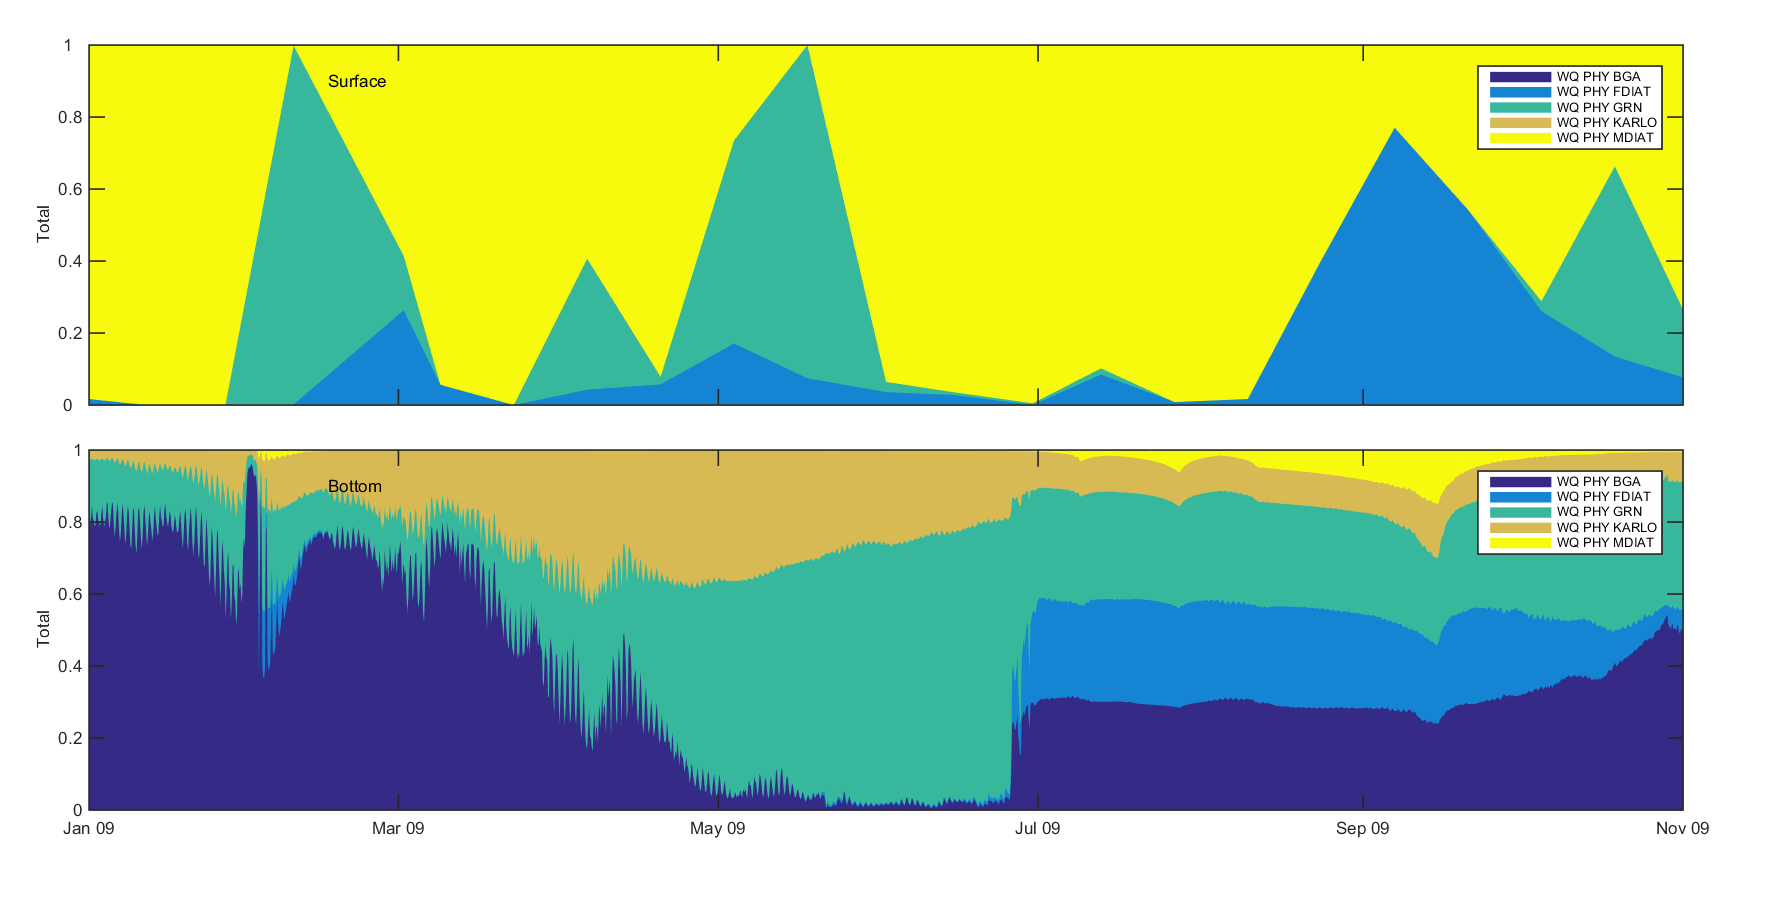 1
0.8
0.6
0.4
0.2
0
Total
Surface
WQ PHY BGA
WQ PHY FDIAT
WQ PHY GRN
WQ PHY KARLO
WQ PHY MDIAT
1
0.8
0.6
0.4
0.2
0
Total
Bottom
WQ PHY BGA
WQ PHY FDIAT
WQ PHY GRN
WQ PHY KARLO
WQ PHY MDIAT
Jan 09 Mar 09 May 09 Jul 09 Sep 09 Nov 09